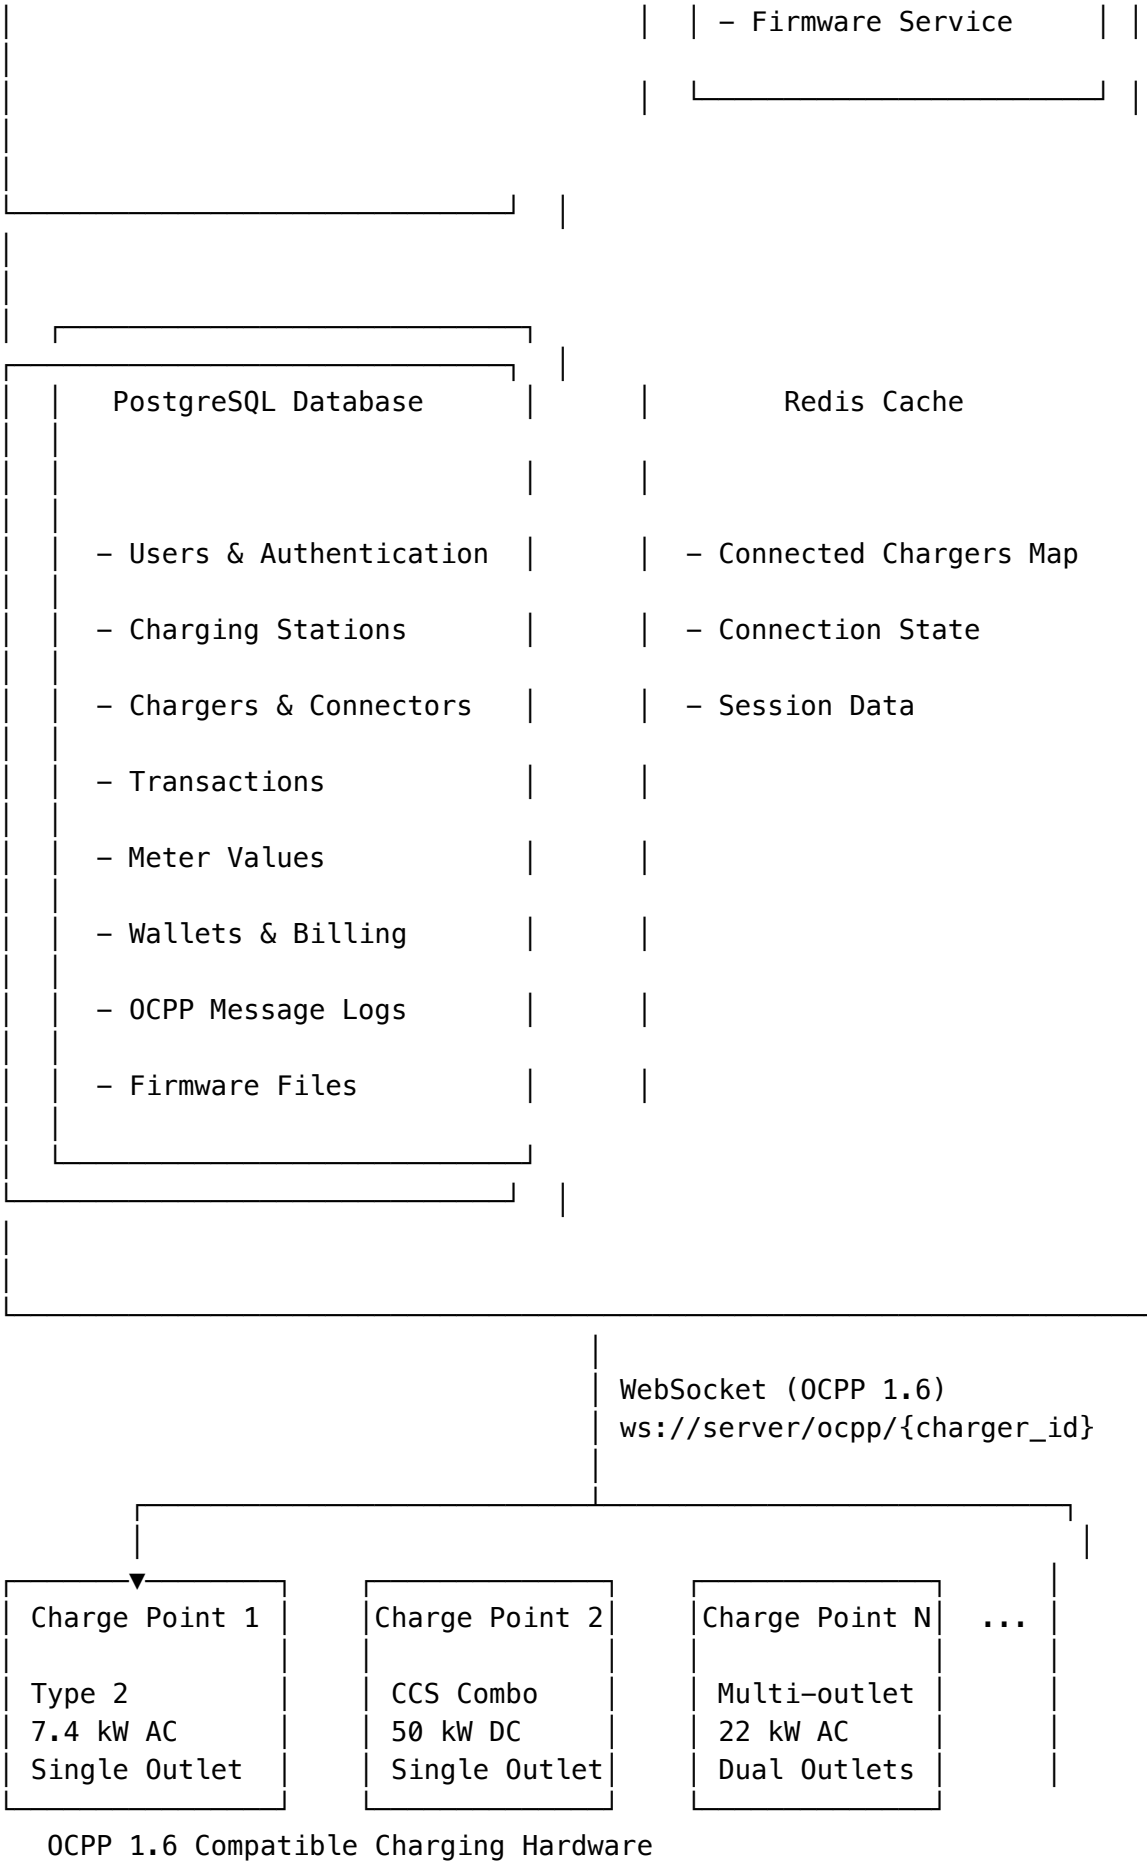 - Firmware Service
PostgreSQL Database Redis Cache
- Users & Authentication - Connected Chargers Map
- Charging Stations - Connection State
- Chargers & Connectors - Session Data
- Transactions
- Meter Values
- Wallets & Billing
- OCPP Message Logs
- Firmware Files
WebSocket (OCPP 1.6)
ws://server/ocpp/{charger_id}
Charge Point 1 Charge Point 2 Charge Point N ...
Type 2 CCS Combo Multi-outlet
7.4 kW AC 50 kW DC 22 kW AC
Single Outlet Single Outlet Dual Outlets
OCPP 1.6 Compatible Charging Hardware